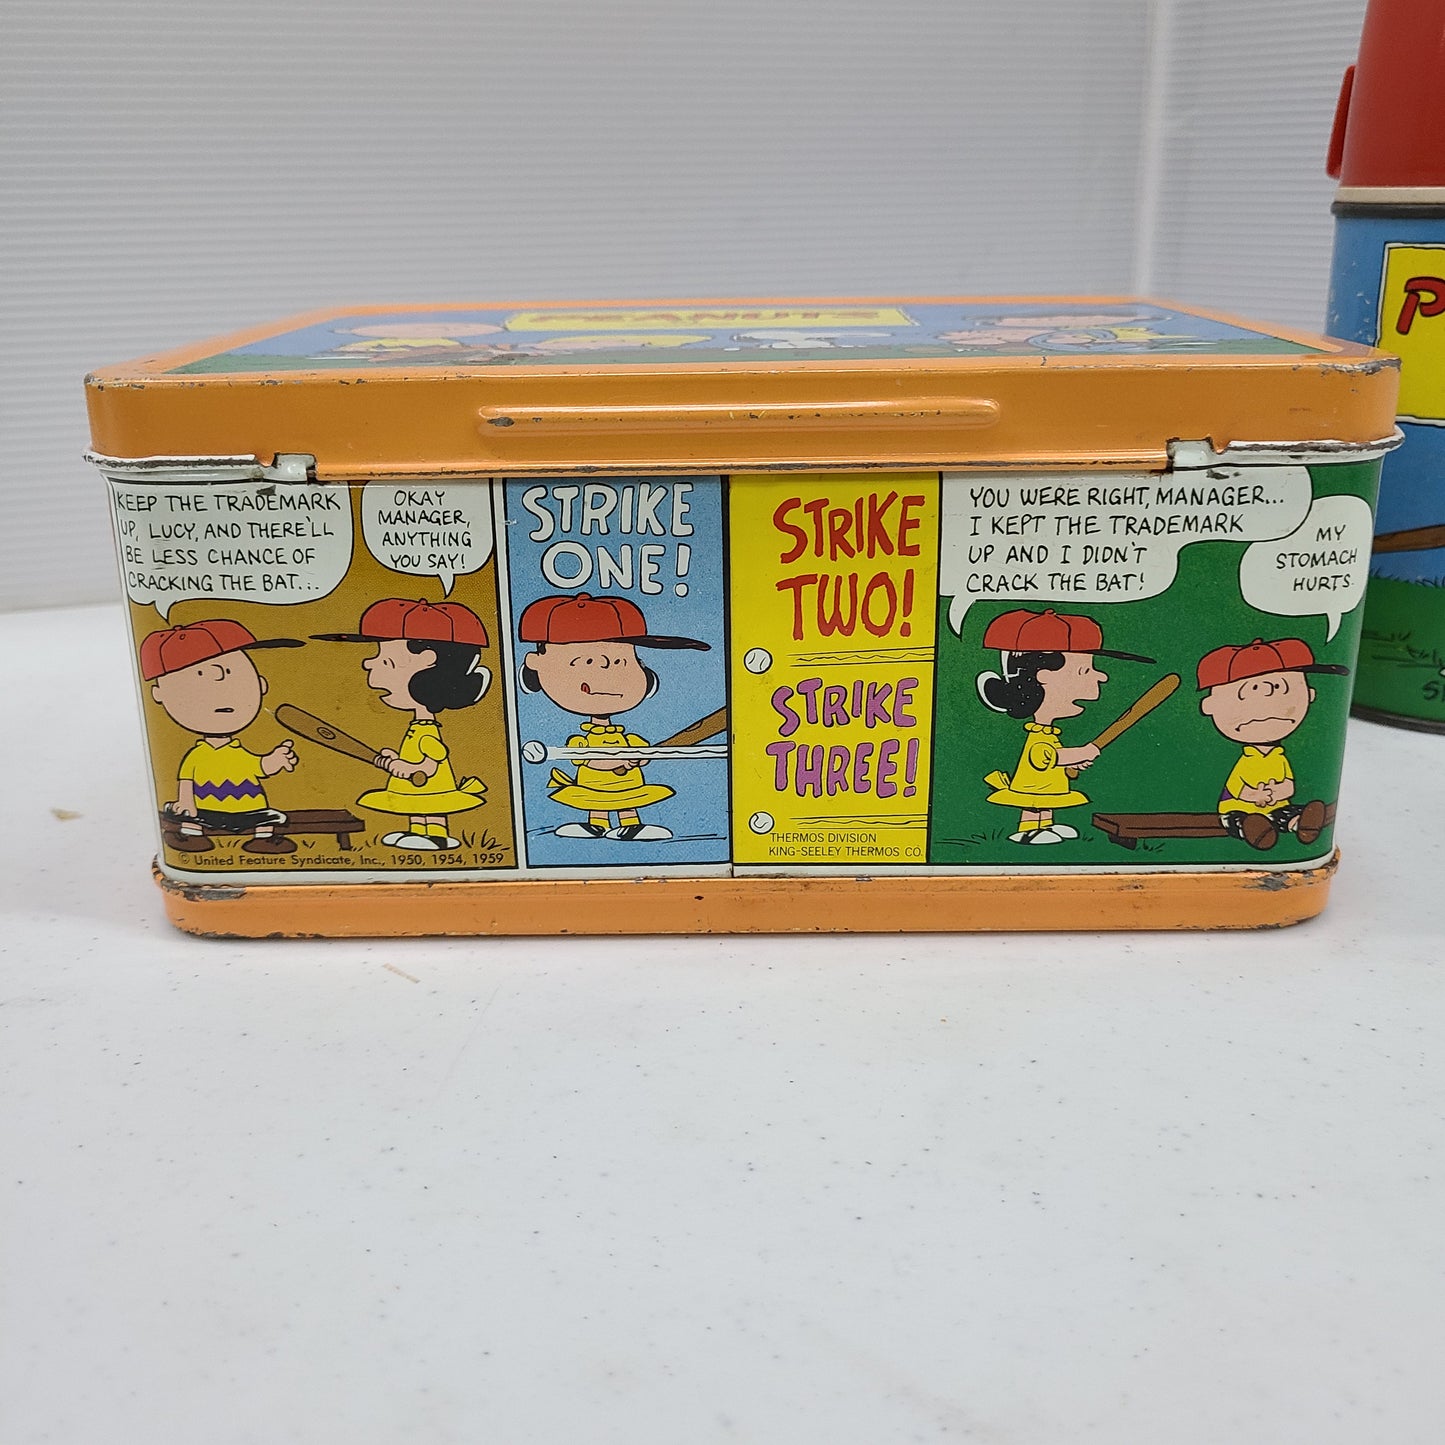 PEANUTS
KEEP THE TRADEMARK
UP, LUCY, AND THERE'LL
BE LESS CHANCE OF
CRACKING THE BAT...
OKAY
MANAGER,
ANYTHING
YOU SAY!
© United Feature Syndicate, Inc., 1950, 1954, 1959
STRIKE
ONE!
STRIKE
TWO!
STRIKE
THREE!
THERMOS DIVISION
KING-SEELEY THERMOS CO.
YOU WERE RIGHT, MANAGER...
I KEPT THE TRADEMARK
UP AND I DIDN'T
CRACK THE BAT!
MY
STOMACH
HURTS.
P